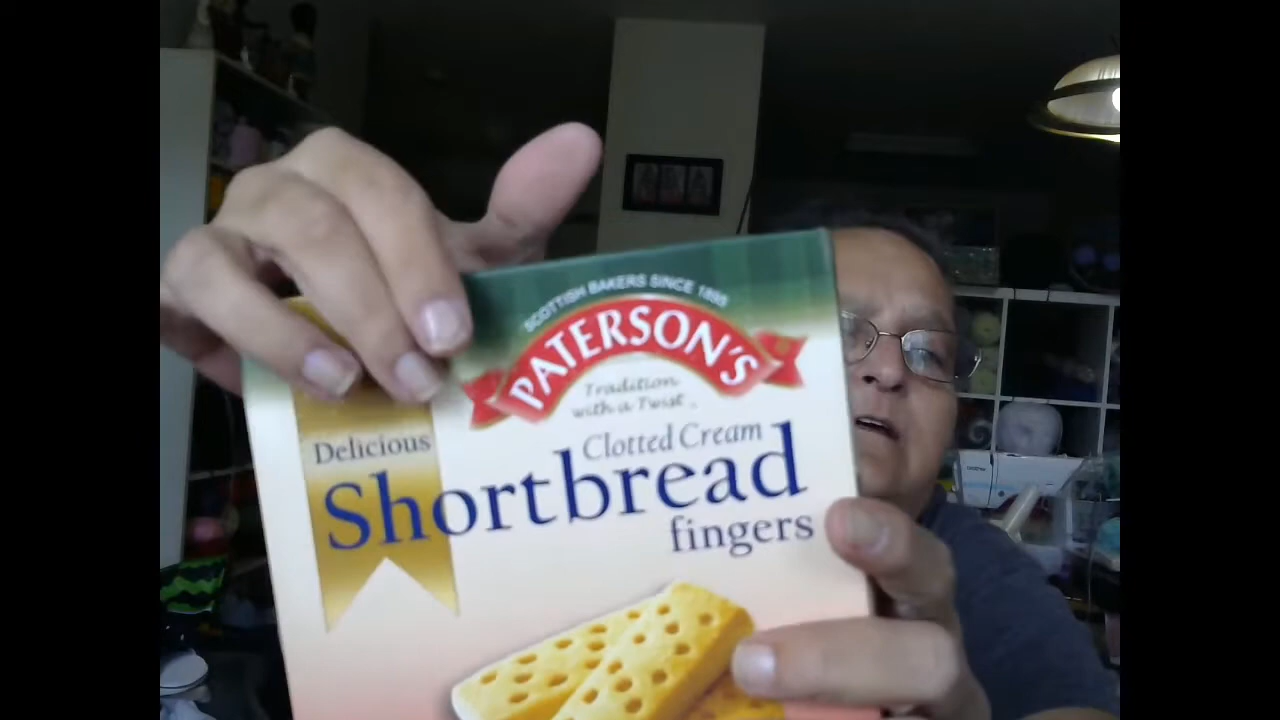 SCOTTISH BAKERS SINCE 1895
PATERSON'S
Tradition
with a Twist
Delicious
Clotted Cream
Shortbread
fingers